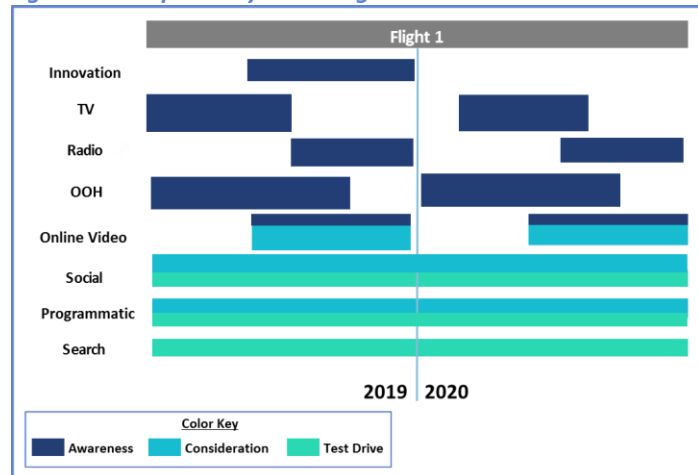 Flight 1
Innovation
TV
Radio
OOH
Online Video
Social
Programmatic
Search
2019 2020
Color Key
Awareness Consideration Test Drive